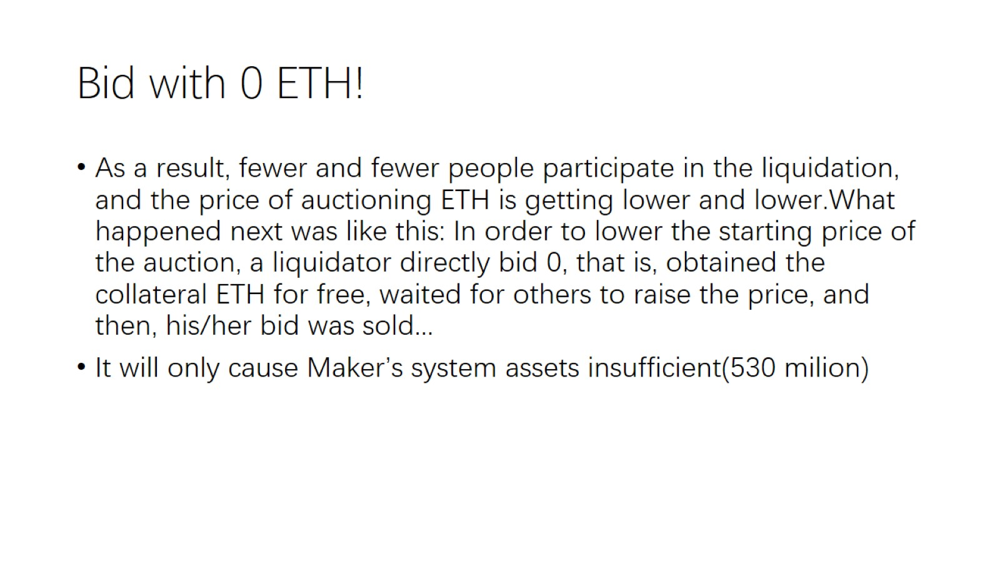 Bid with 0 ETH!
• As a result, fewer and fewer people participate in the liquidation,
and the price of auctioning ETH is getting lower and lower.What
happened next was like this: In order to lower the starting price of
the auction, a liquidator directly bid 0, that is, obtained the
collateral ETH for free, waited for others to raise the price, and
then, his/her bid was sold...
• It will only cause Maker’s system assets insufficient(530 milion)